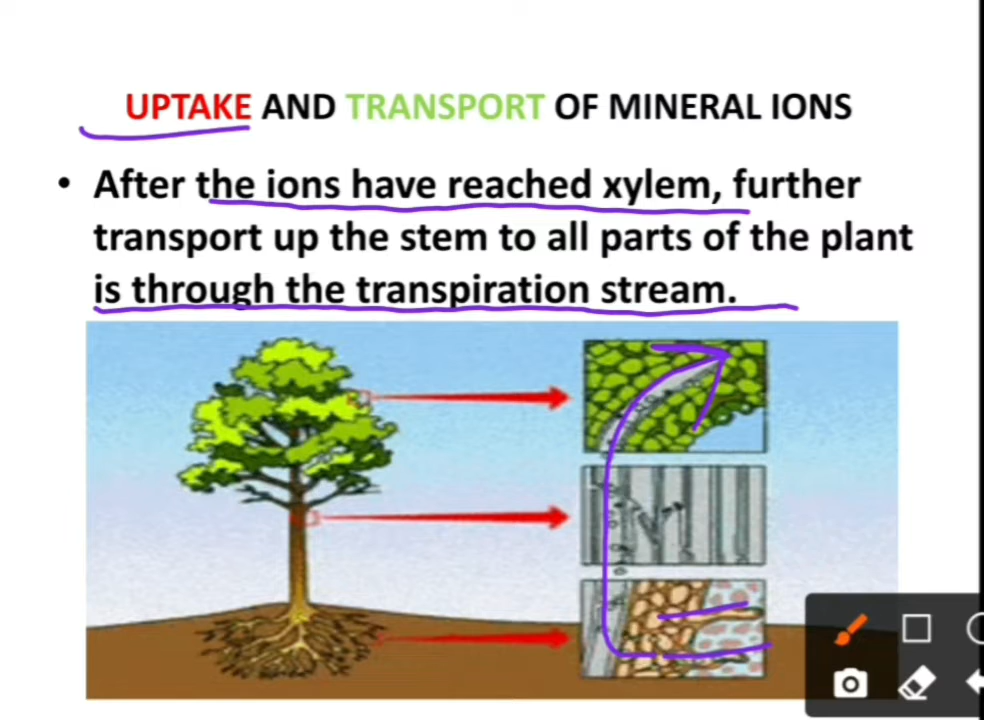 UPTAKE AND TRANSPORT OF MINERAL IONS
• After the ions have reached xylem, further
transport up the stem to all parts of the plant
is through the transpiration stream.